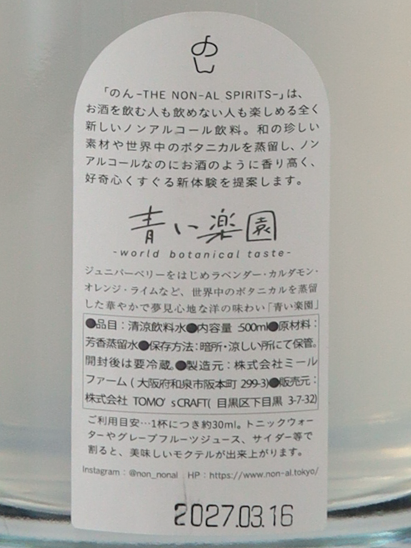 のん
「のん-THE NON-AL SPIRITS-」は、
お酒を飲む人も飲めない人も楽しめる全く
新しいノンアルコール飲料。和の珍しい
素材や世界中のボタニカルを蒸留し、ノン
アルコールなのにお酒のように香り高く、
好奇心くすぐる新体験を提案します。
青い楽園
-world botanical taste-
ジュニパーベリーをはじめラベンダー・カルダモン・
オレンジ・ライムなど、世界中のボタニカルを蒸留
した華やかで夢見心地な洋の味わい「青い楽園」
●品目：清涼飲料水●内容量:500ml●原材料:
芳香蒸留水●保存方法:暗所・涼しい所にて保管。
開封後は要冷蔵。●製造元：株式会社ミール
ファーム（大阪府和泉市阪本町 299-3)●販売元：
株式会社 TOMO'sCRAFT( 目黒区下目黒 3-7-32)
ご利用目安…1杯につき約30ml。トニックウォー
ターやグレープフルーツジュース、サイダー等で
割ると、美味しいモクテルが出来上がります。
Instagram : @non_nonal HP : https://www.non-al.tokyo/
2027.03.16